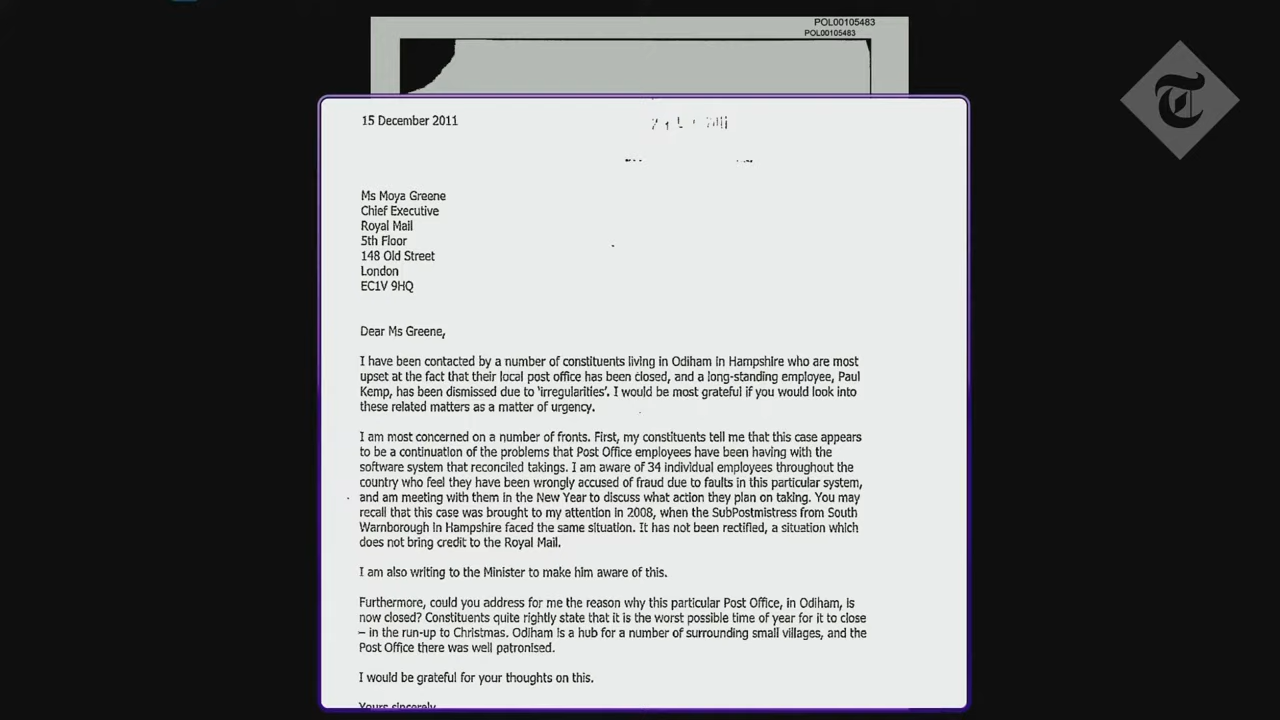 POL00105483
POL00105483
T
15 December 2011
Ms Moya Greene
Chief Executive
Royal Mail
5th Floor
148 Old Street
London
EC1V 9HQ
Dear Ms Greene,
I have been contacted by a number of constituents living in Odiham in Hampshire who are most
upset at the fact that their local post office has been closed, and a long-standing employee, Paul
Kemp, has been dismissed due to ‘irregularities’. I would be most grateful if you would look into
these related matters as a matter of urgency.
I am most concerned on a number of fronts. First, my constituents tell me that this case appears
to be a continuation of the problems that Post Office employees have been having with the
software system that reconciled takings. I am aware of 34 individual employees throughout the
country who feel they have been wrongly accused of fraud due to faults in this particular system,
and am meeting with them in the New Year to discuss what action they plan on taking. You may
recall that this case was brought to my attention in 2008, when the SubPostmistress from South
Warnborough in Hampshire faced the same situation. It has not been rectified, a situation which
does not bring credit to the Royal Mail.
I am also writing to the Minister to make him aware of this.
Furthermore, could you address for me the reason why this particular Post Office, in Odiham, is
now closed? Constituents quite rightly state that it is the worst possible time of year for it to close
– in the run-up to Christmas. Odiham is a hub for a number of surrounding small villages, and the
Post Office there was well patronised.
I would be grateful for your thoughts on this.
Yours sincerely